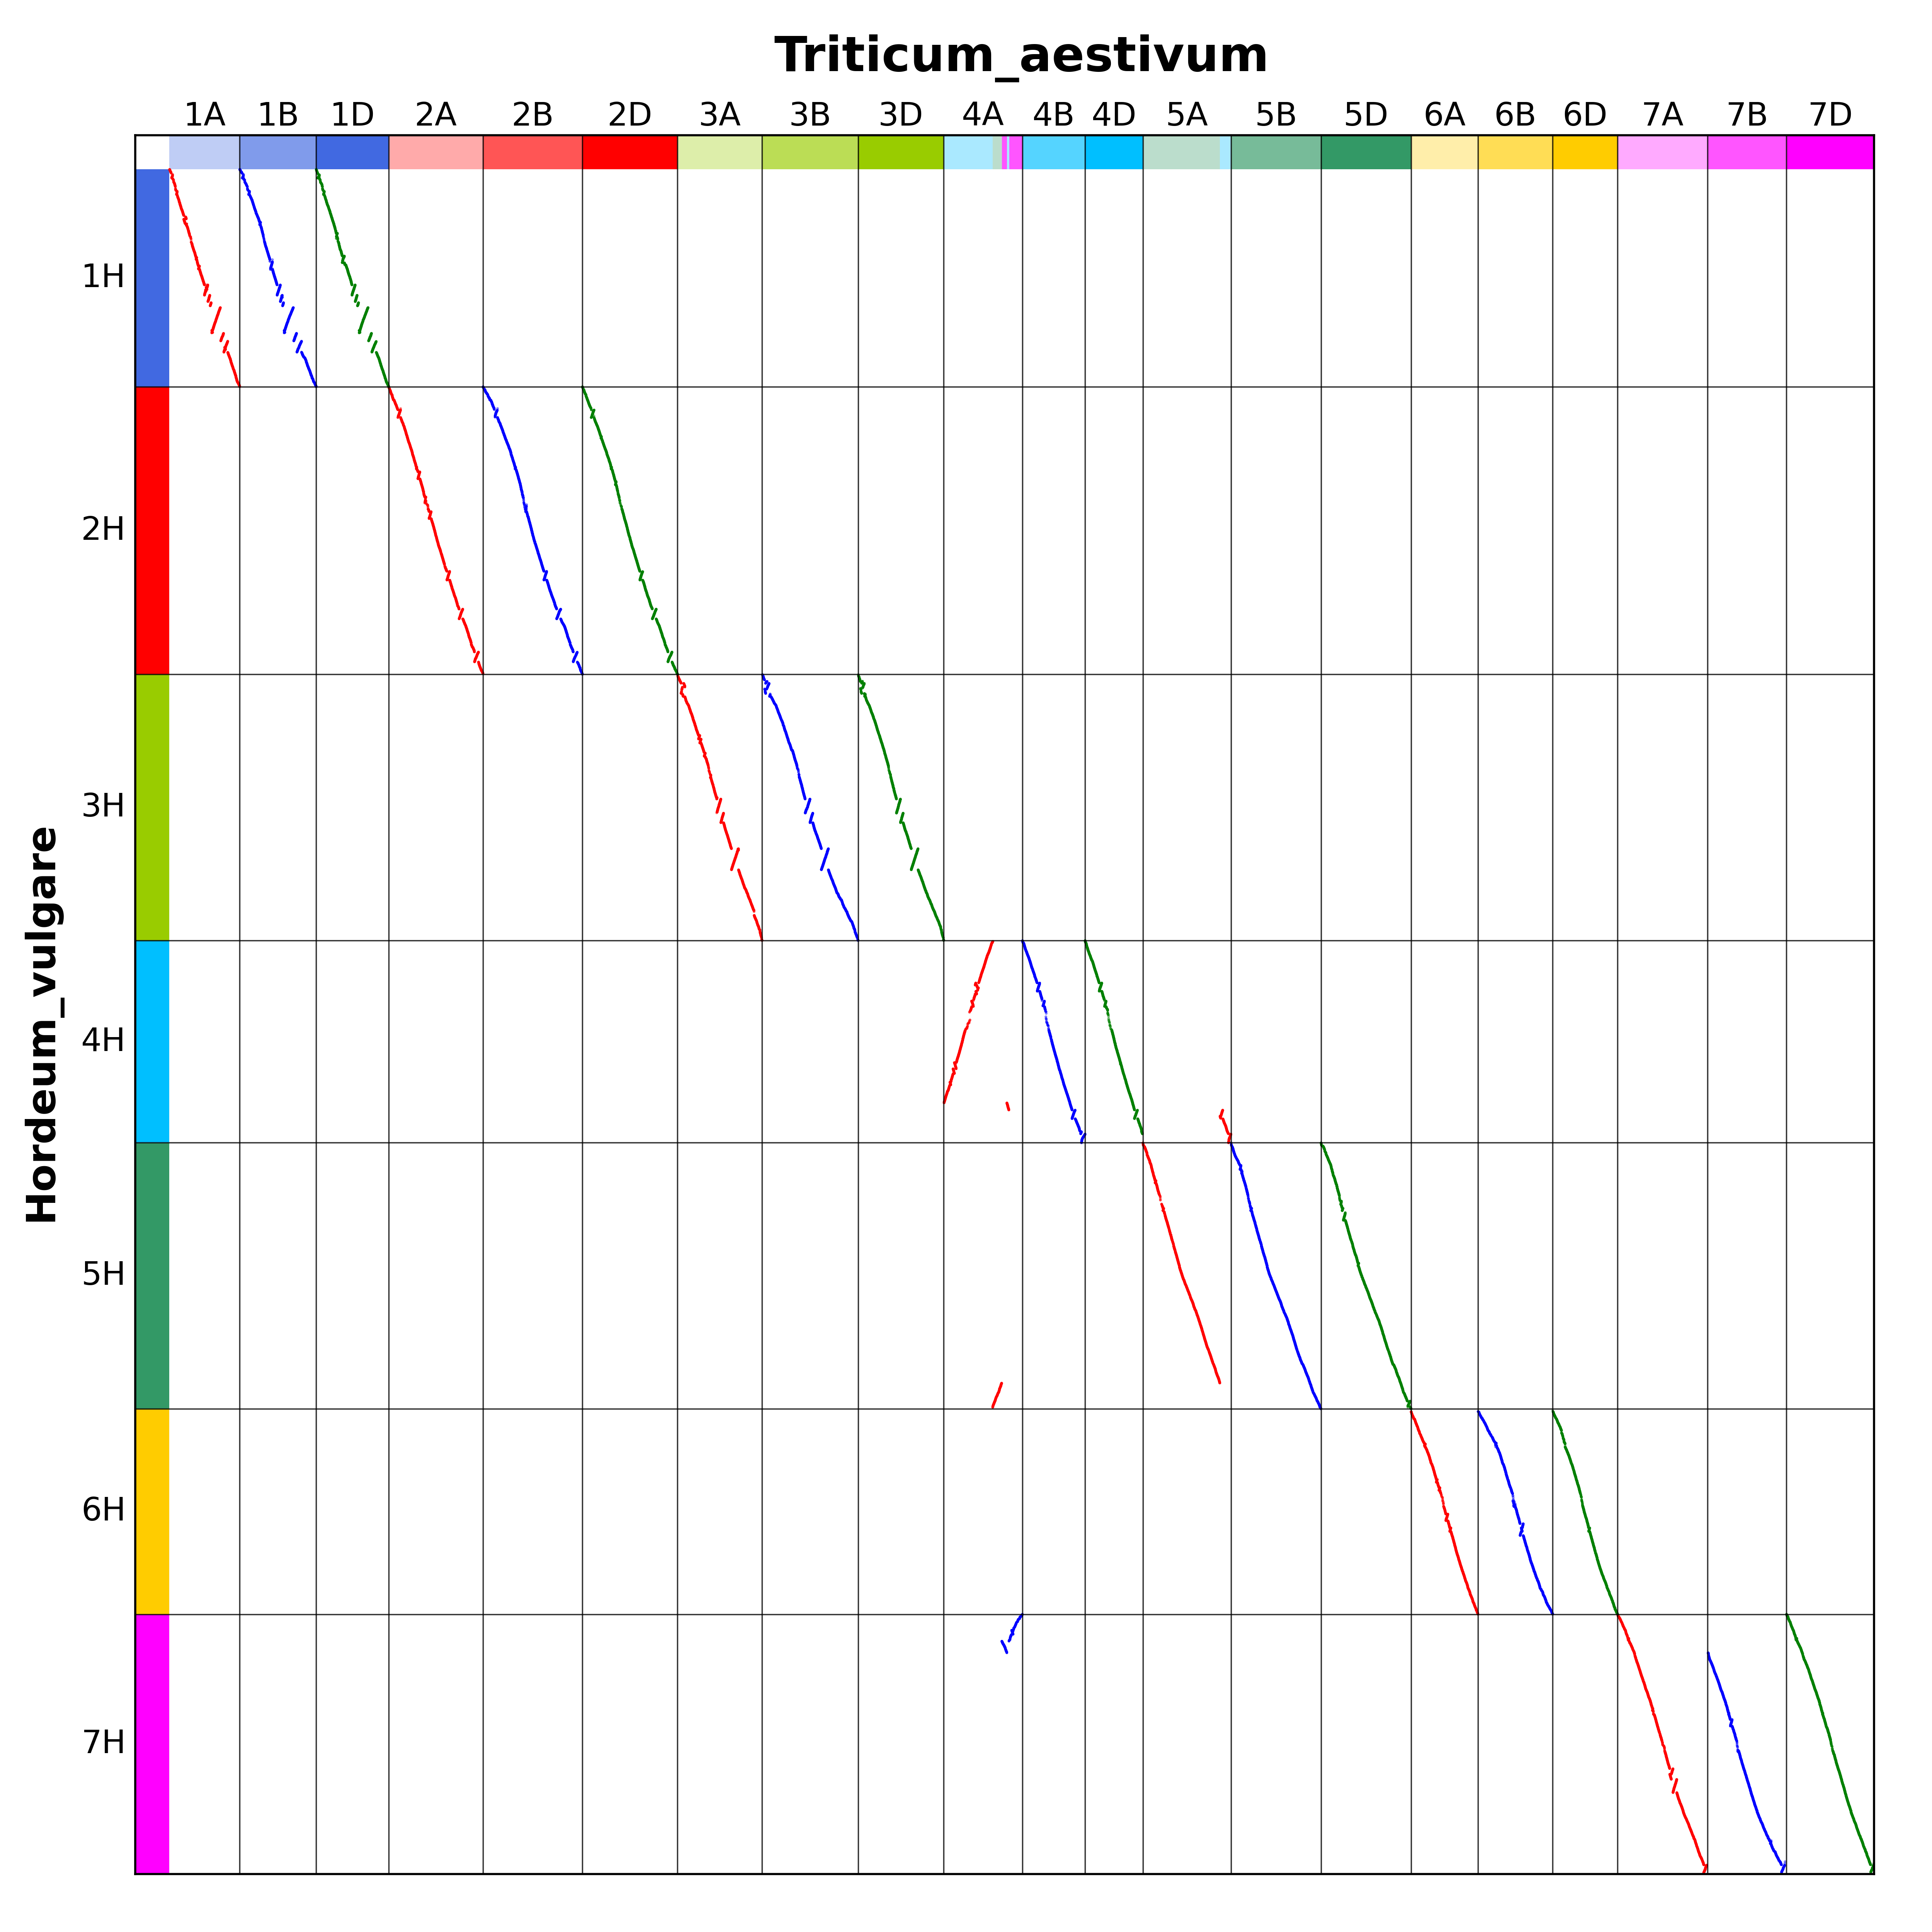 Triticum_aestivum
1A 1B 1D 2A 2B 2D 3A 3B 3D 4A 4B 4D 5A 5B 5D 6A 6B 6D 7A 7B 7D
Hordeum_vulgare
1H
2H
3H
4H
5H
6H
7H